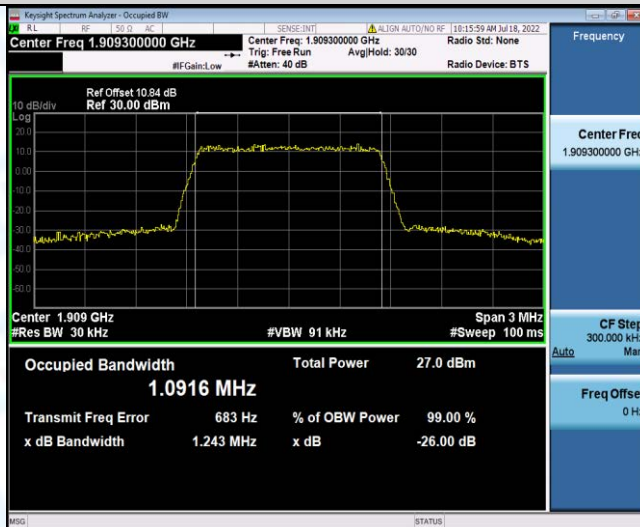 Keysight Spectrum Analyzer - Occupied BW
RL RF 50 Ω AC SENSE:INT ALIGN AUTO/NO RF 10:15:59 AM Jul 18, 2022
Center Freq 1.909300000 GHz
Center Freq: 1.909300000 GHz
Radio Std: None
Trig: Free Run Avg|Hold: 30/30
#IFGain:Low
#Atten: 40 dB
Radio Device: BTS
Frequency
Ref Offset 10.84 dB
10 dB/div Ref 30.00 dBm
Log
20.0
10.0
0.00
-10.0
-20.0
-30.0
-40.0
-50.0
-60.0
Center 1.909 GHz
Span 3 MHz
#Res BW 30 kHz
#VBW 91 kHz
#Sweep 100 ms
Occupied Bandwidth
1.0916 MHz
Total Power 27.0 dBm
Transmit Freq Error 683 Hz
% of OBW Power 99.00 %
x dB Bandwidth 1.243 MHz
x dB -26.00 dB
Center Freq
1.909300000 GHz
CF Step
300.000 kHz
Auto Man
Freq Offset
0 Hz
MSG
STATUS